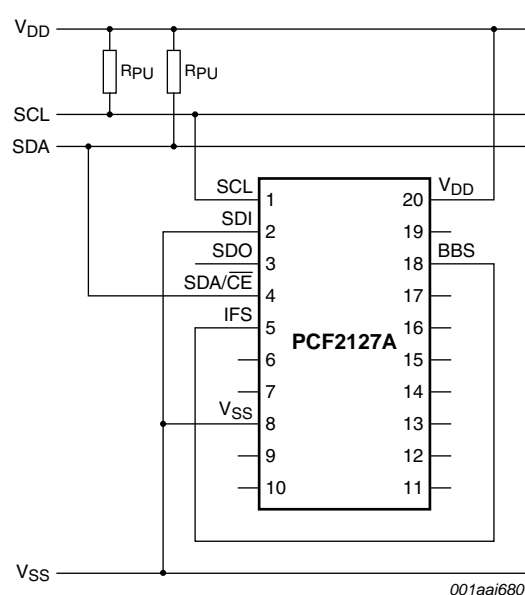 VDD
RPU RPU
SCL
SDA
SCL 1 20 VDD
SDI 2 19
SDO 3 18 BBS
SDA/CE 4 17
IFS 5 16
PCF2127A
6 15
7 14
VSS 8 13
9 12
10 11
VSS
001aaj680